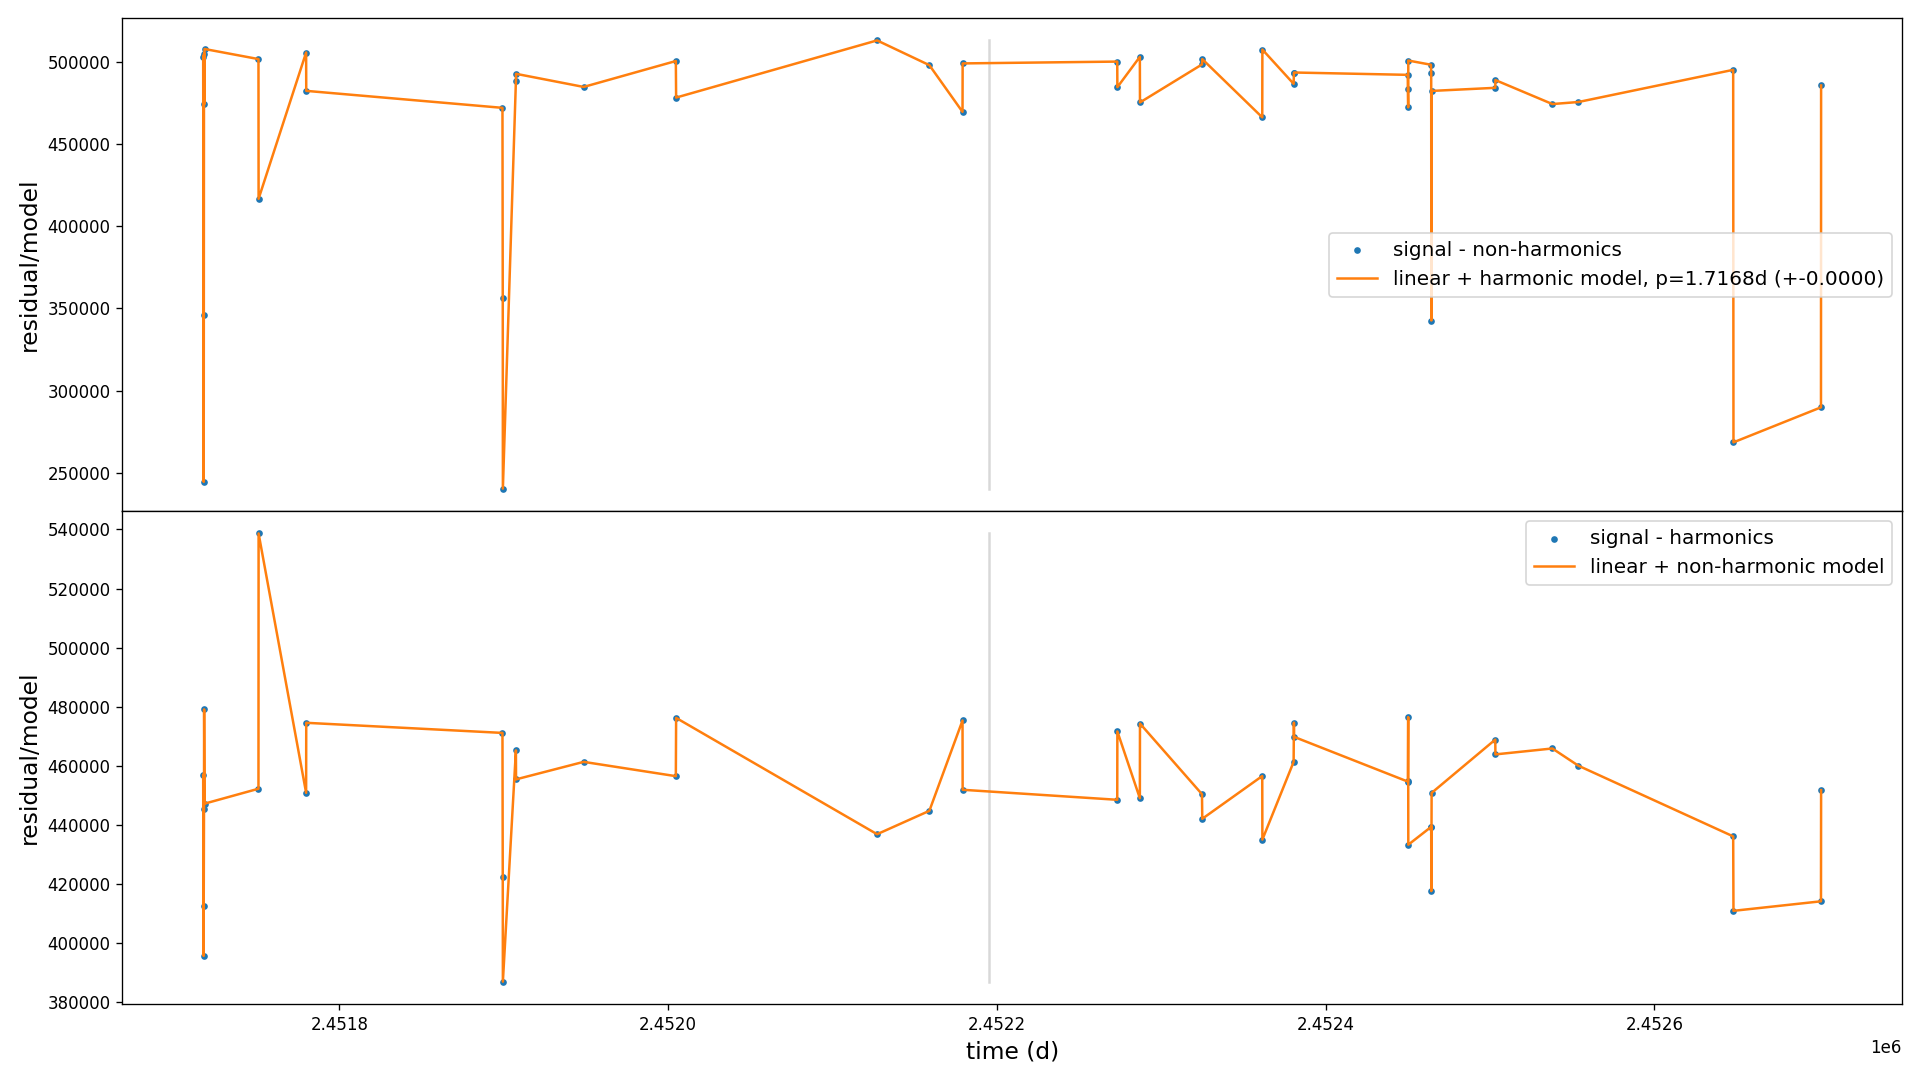 500000
450000
400000
350000
300000
250000
residual/model
signal - non-harmonics
linear + harmonic model, p=1.7168d (+-0.0000)
540000
520000
500000
480000
460000
440000
420000
400000
380000
residual/model
signal - harmonics
linear + non-harmonic model
2.4518
2.4520
2.4522
2.4524
2.4526
1e6
time (d)